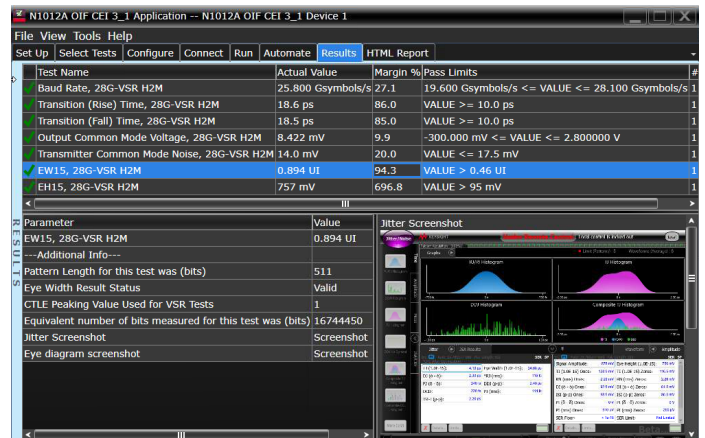 N1012A OIF CEI 3_1 Application -- N1012A OIF CEI 3_1 Device 1
File View Tools Help
Set Up Select Tests Configure Connect Run Automate Results HTML Report
Test Name Actual Value Margin % Pass Limits #
Baud Rate, 28G-VSR H2M 25.800 Gsymbols/s 27.1 19.600 Gsymbols/s <= VALUE <= 28.100 Gsymbols/s 1
Transition (Rise) Time, 28G-VSR H2M 18.6 ps 86.0 VALUE >= 10.0 ps 1
Transition (Fall) Time, 28G-VSR H2M 18.5 ps 85.0 VALUE >= 10.0 ps 1
Output Common Mode Voltage, 28G-VSR H2M 8.422 mV 9.9 -300.000 mV <= VALUE <= 2.800000 V 1
Transmitter Common Mode Noise, 28G-VSR H2M 14.0 mV 20.0 VALUE <= 17.5 mV 1
EW15, 28G-VSR H2M 0.894 UI 94.3 VALUE > 0.46 UI 1
EH15, 28G-VSR H2M 757 mV 696.8 VALUE > 95 mV 1
RESULTS
Parameter Value
EW15, 28G-VSR H2M 0.894 UI
---Additional Info---
Pattern Length for this test was (bits) 511
Eye Width Result Status Valid
CTLE Peaking Value Used for VSR Tests 1
Equivalent number of bits measured for this test was (bits) 16744450
Jitter Screenshot Screenshot
Eye diagram screenshot Screenshot
Jitter Screenshot
Graphs
RJ/PJ Histogram
TJ Histogram
DDJ Histogram
Composite TJ Histogram
Jitter
Amplitude
Beta